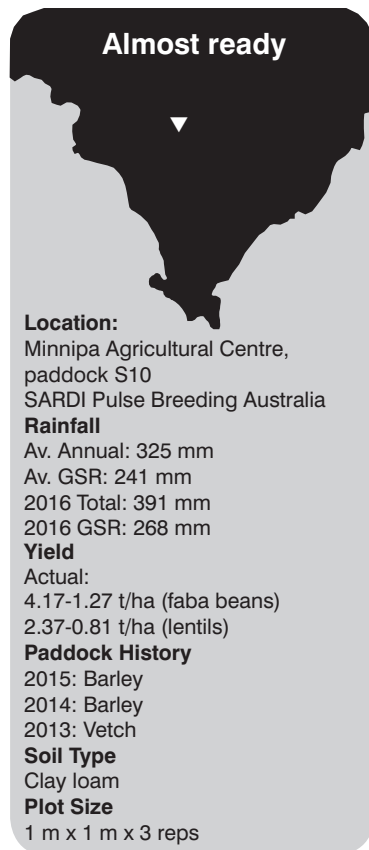 Almost ready
Location:
Minnipa Agricultural Centre,
paddock S10
SARDI Pulse Breeding Australia
Rainfall
Av. Annual: 325 mm
Av. GSR: 241 mm
2016 Total: 391 mm
2016 GSR: 268 mm
Yield
Actual:
4.17-1.27 t/ha (faba beans)
2.37-0.81 t/ha (lentils)
Paddock History
2015: Barley
2014: Barley
2013: Vetch
Soil Type
Clay loam
Plot Size
1 m x 1 m x 3 reps